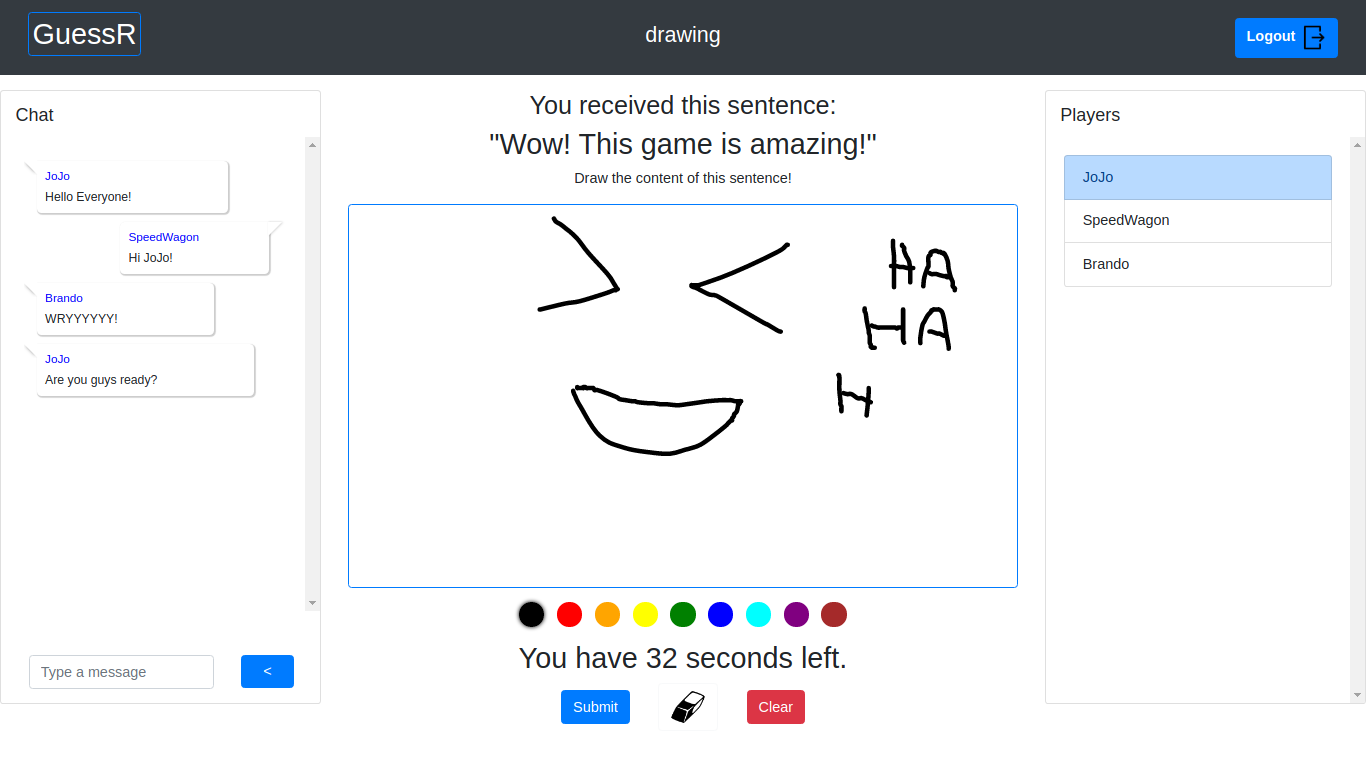 GuessR
drawing
Logout
Chat
JoJo
Hello Everyone!
SpeedWagon
Hi JoJo!
Brando
WRYYYYYY!
JoJo
Are you guys ready?
Type a message
<
You received this sentence:
"Wow! This game is amazing!"
Draw the content of this sentence!
HA
HA
H
You have 32 seconds left.
Submit
Clear
Players
JoJo
SpeedWagon
Brando